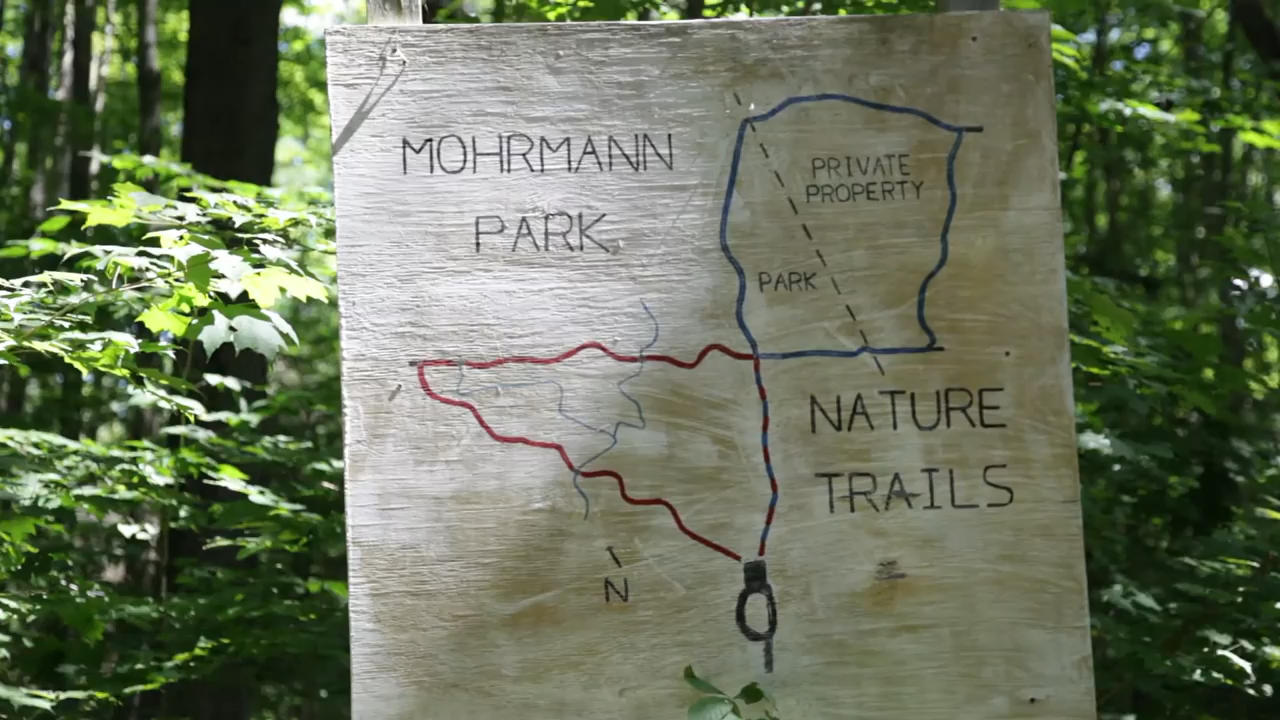 MOHRMANN
PARK
PRIVATE
PROPERTY
PARK
NATURE
TRAILS
N